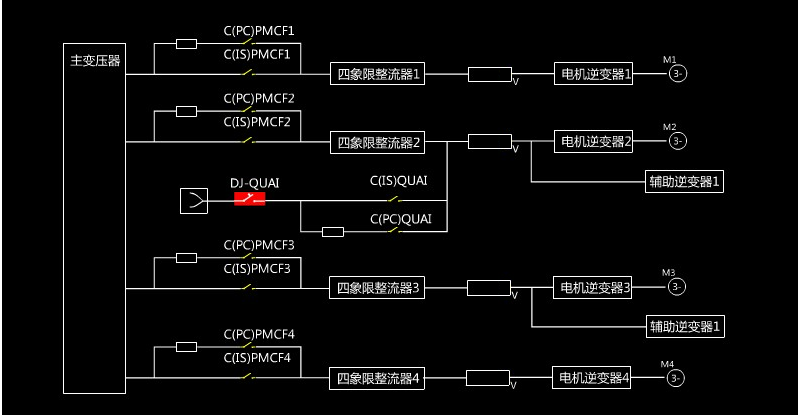 主变压器
C(PC)PMCF1
C(IS)PMCF1
四象限整流器1
V
电机逆变器1
M1
3-
C(PC)PMCF2
C(IS)PMCF2
四象限整流器2
V
电机逆变器2
M2
3-
辅助逆变器1
DJ-QUAI
C(IS)QUAI
C(PC)QUAI
C(PC)PMCF3
C(IS)PMCF3
四象限整流器3
V
电机逆变器3
M3
3-
辅助逆变器1
C(PC)PMCF4
C(IS)PMCF4
四象限整流器4
V
电机逆变器4
M4
3-